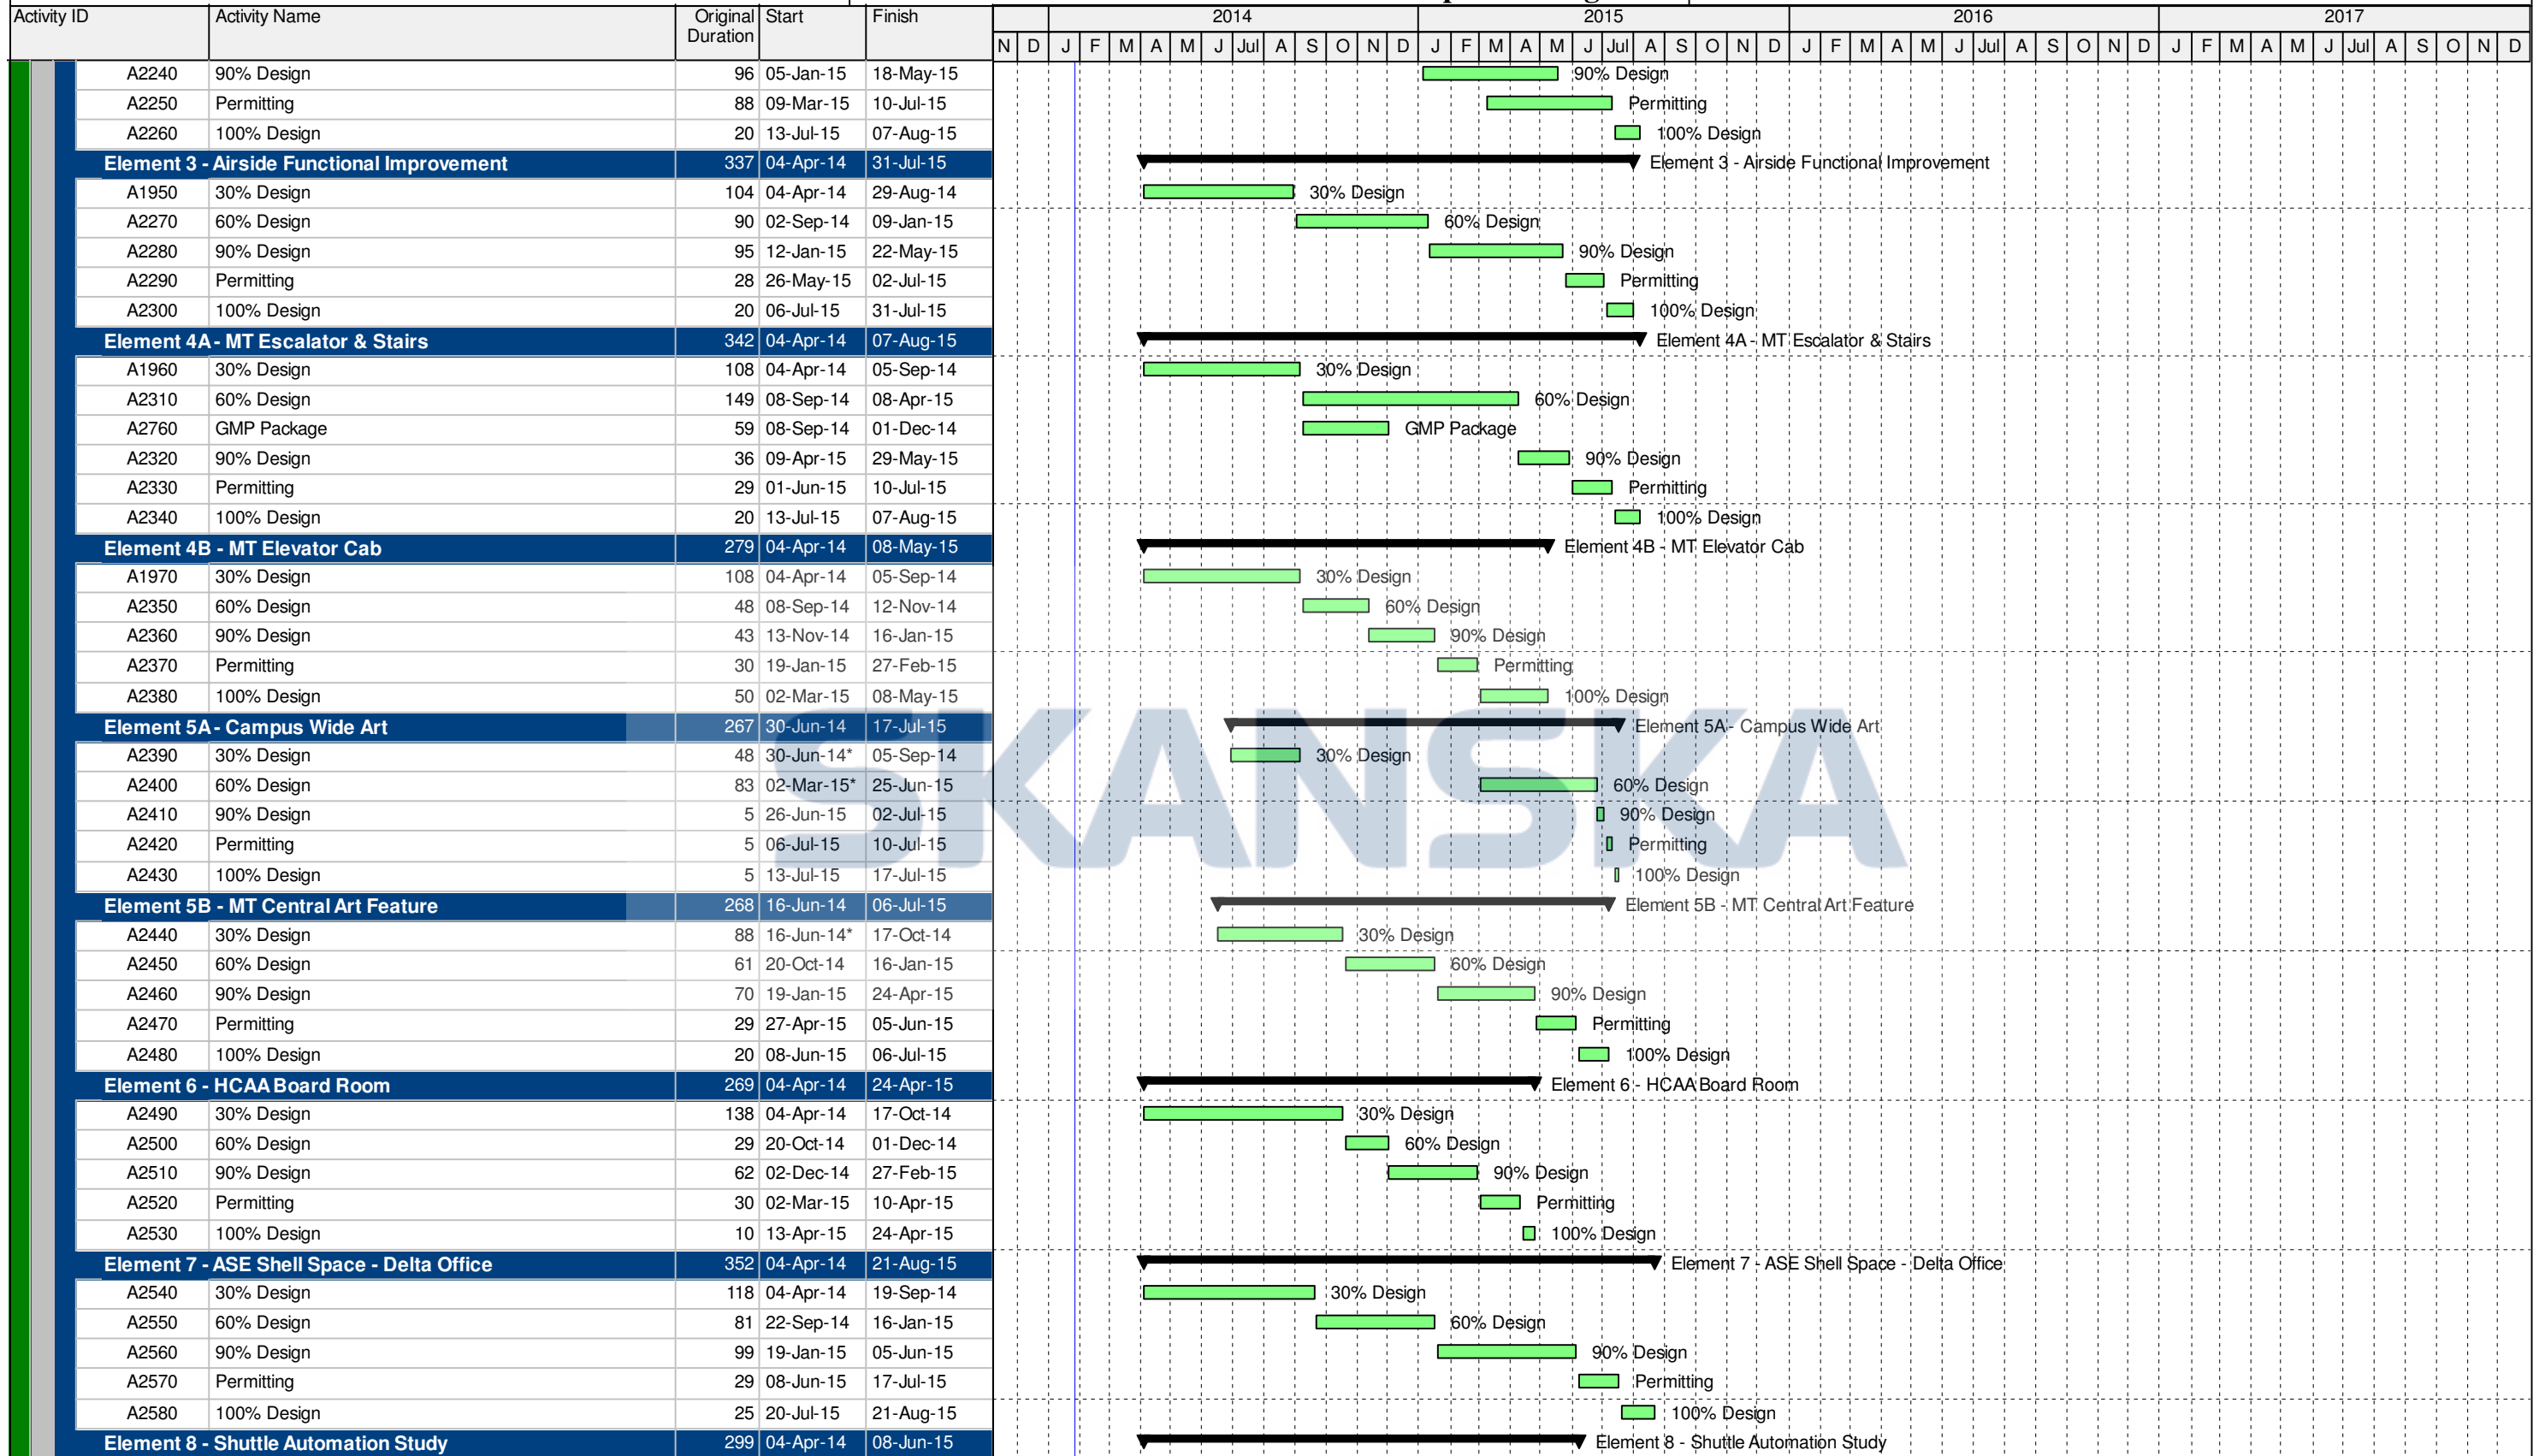 Activity ID Activity Name Original Start Finish 2014 2015 2016 2017
Duration N D J F M A M J Jul A S O N D J F M A M J Jul A S O N D J F M A M J Jul A S O N D J F M A M J Jul A S O N D
A2240 90% Design 96 05-Jan-15 18-May-15 90% Design
A2250 Permitting 88 09-Mar-15 10-Jul-15 Permitting
A2260 100% Design 20 13-Jul-15 07-Aug-15 100% Design
Element 3 - Airside Functional Improvement 337 04-Apr-14 31-Jul-15 Element 3 - Airside Functional Improvement
A1950 30% Design 104 04-Apr-14 29-Aug-14 30% Design
A2270 60% Design 90 02-Sep-14 09-Jan-15 60% Design
A2280 90% Design 95 12-Jan-15 22-May-15 90% Design
A2290 Permitting 28 26-May-15 02-Jul-15 Permitting
A2300 100% Design 20 06-Jul-15 31-Jul-15 100% Design
Element 4A - MT Escalator & Stairs 342 04-Apr-14 07-Aug-15 Element 4A - MT Escalator & Stairs
A1960 30% Design 108 04-Apr-14 05-Sep-14 30% Design
A2310 60% Design 149 08-Sep-14 08-Apr-15 60% Design
A2760 GMP Package 59 08-Sep-14 01-Dec-14 GMP Package
A2320 90% Design 36 09-Apr-15 29-May-15 90% Design
A2330 Permitting 29 01-Jun-15 10-Jul-15 Permitting
A2340 100% Design 20 13-Jul-15 07-Aug-15 100% Design
Element 4B - MT Elevator Cab 279 04-Apr-14 08-May-15 Element 4B - MT Elevator Cab
A1970 30% Design 108 04-Apr-14 05-Sep-14 30% Design
A2350 60% Design 48 08-Sep-14 12-Nov-14 60% Design
A2360 90% Design 43 13-Nov-14 16-Jan-15 90% Design
A2370 Permitting 30 19-Jan-15 27-Feb-15 Permitting
A2380 100% Design 50 02-Mar-15 08-May-15 100% Design
Element 5A - Campus Wide Art 267 30-Jun-14 17-Jul-15 Element 5A - Campus Wide Art
A2390 30% Design 48 30-Jun-14* 05-Sep-14 30% Design
A2400 60% Design 83 02-Mar-15* 25-Jun-15 60% Design
SKANSKA
A2410 90% Design 5 26-Jun-15 02-Jul-15 90% Design
A2420 Permitting 5 06-Jul-15 10-Jul-15 Permitting
A2430 100% Design 5 13-Jul-15 17-Jul-15 100% Design
Element 5B - MT Central Art Feature 268 16-Jun-14 06-Jul-15 Element 5B - MT Central Art Feature
A2440 30% Design 88 16-Jun-14* 17-Oct-14 30% Design
A2450 60% Design 61 20-Oct-14 16-Jan-15 60% Design
A2460 90% Design 70 19-Jan-15 24-Apr-15 90% Design
A2470 Permitting 29 27-Apr-15 05-Jun-15 Permitting
A2480 100% Design 20 08-Jun-15 06-Jul-15 100% Design
Element 6 - HCAA Board Room 269 04-Apr-14 24-Apr-15 Element 6 - HCAA Board Room
A2490 30% Design 138 04-Apr-14 17-Oct-14 30% Design
A2500 60% Design 29 20-Oct-14 01-Dec-14 60% Design
A2510 90% Design 62 02-Dec-14 27-Feb-15 90% Design
A2520 Permitting 30 02-Mar-15 10-Apr-15 Permitting
A2530 100% Design 10 13-Apr-15 24-Apr-15 100% Design
Element 7 - ASE Shell Space - Delta Office 352 04-Apr-14 21-Aug-15 Element 7 - ASE Shell Space - Delta Office
A2540 30% Design 118 04-Apr-14 19-Sep-14 30% Design
A2550 60% Design 81 22-Sep-14 16-Jan-15 60% Design
A2560 90% Design 99 19-Jan-15 05-Jun-15 90% Design
A2570 Permitting 29 08-Jun-15 17-Jul-15 Permitting
A2580 100% Design 25 20-Jul-15 21-Aug-15 100% Design
Element 8 - Shuttle Automation Study 299 04-Apr-14 08-Jun-15 Element 8 - Shuttle Automation Study